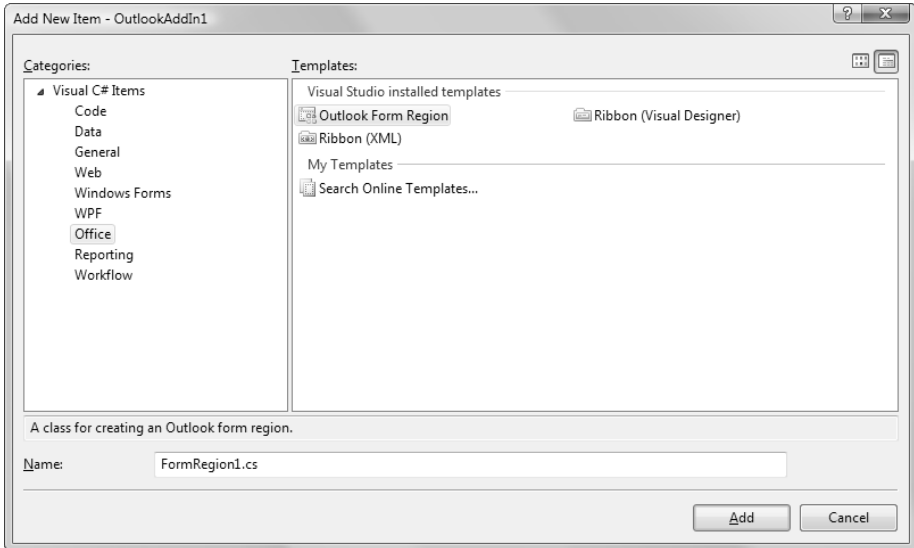 Add New Item - OutlookAddIn1
Categories:
Templates:
Visual C# Items
Code
Data
General
Web
Windows Forms
WPF
Office
Reporting
Workflow
Visual Studio installed templates
Outlook Form Region
Ribbon (Visual Designer)
Ribbon (XML)
My Templates
Search Online Templates...
A class for creating an Outlook form region.
Name:
FormRegion1.cs
Add
Cancel